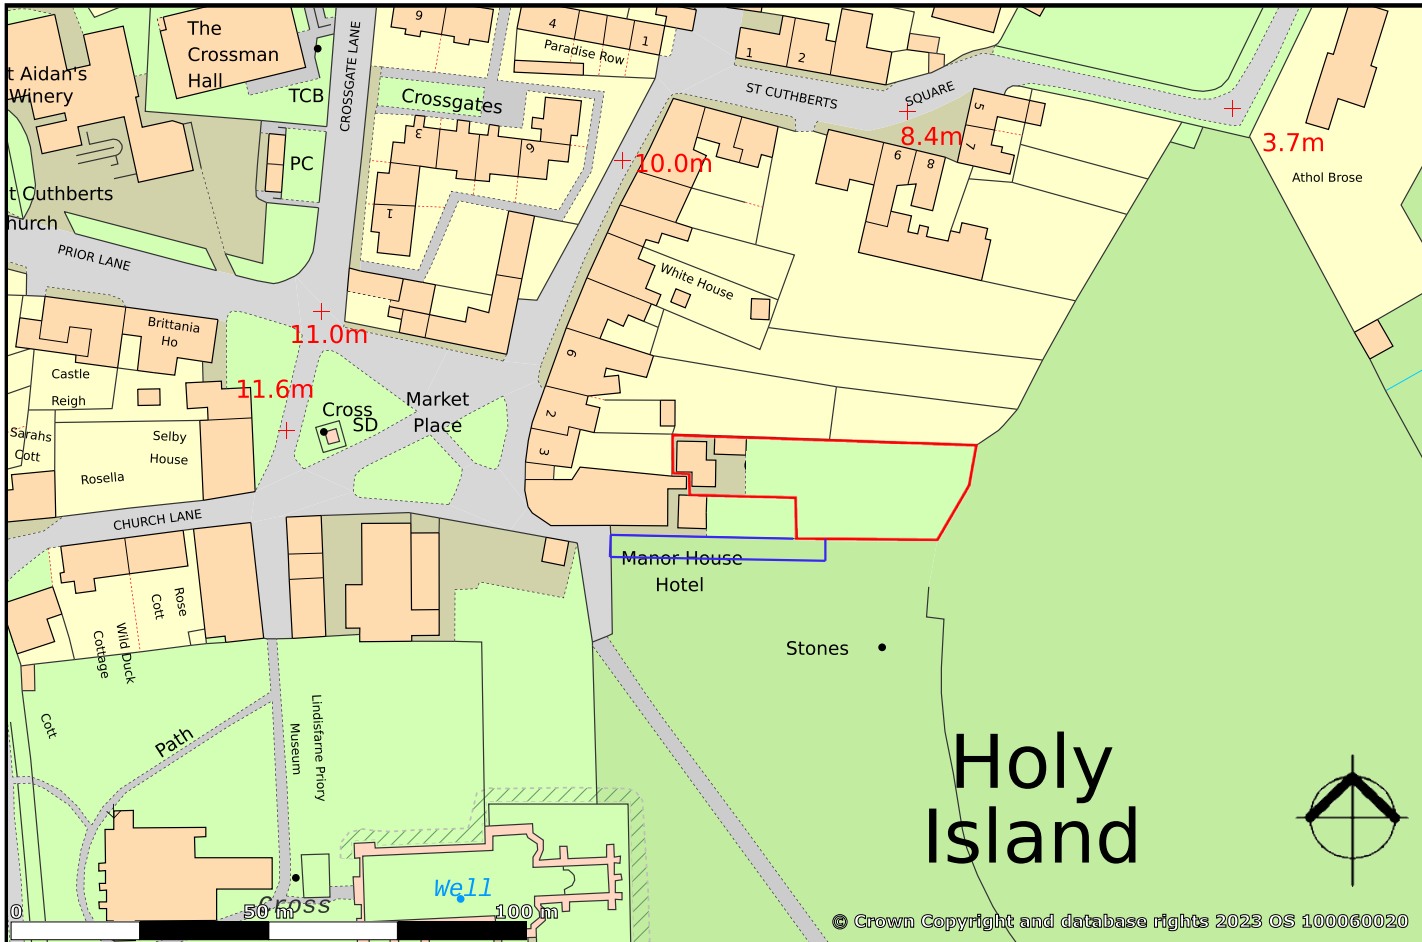 The
Crossman
Hall
TCB
PC
t Aidan's
Winery
t Cuthberts
hurch
PRIOR LANE
CROSSGATE LANE
9
4
1
Paradise Row
Crossgates
3
9
1
1
2
ST CUTHBERTS
SQUARE
8.4m
5
7
9
8
3.7m
Athol Brose
10.0m
White House
11.0m
11.6m
Brittania
Ho
Castle
Reigh
Sarahs
Cott
Selby
House
Rosella
Cross
SD
Market
Place
9
2
3
CHURCH LANE
Manor House
Hotel
Stones
Rose
Cott
Wild Duck
Cottage
Cott
Path
Lindisfarne Priory
Museum
Holy
Island
Well
Cross
0
50 m
100 m
© Crown Copyright and database rights 2023 OS 100060020